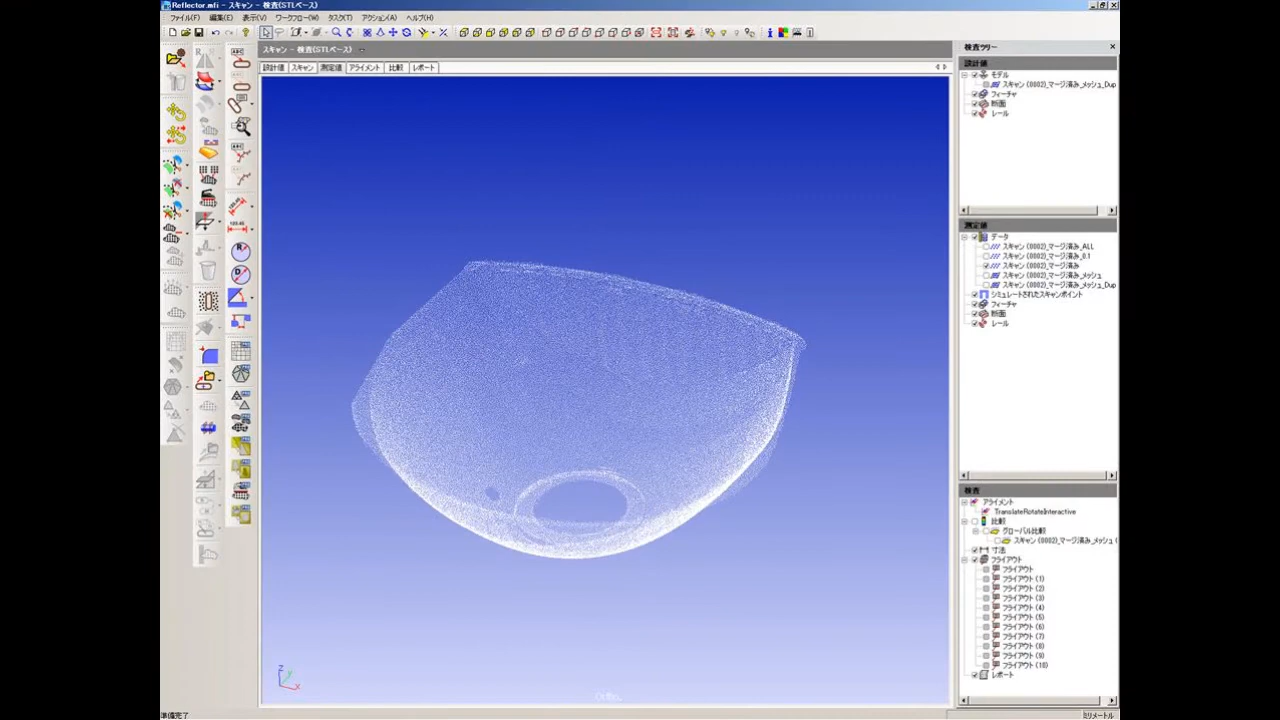 Reflector.mfi - スキャン - 検査(STLベース)
ファイル(F) 編集(E) 表示(V) ワークフロー(W) タスク(T) アクション(A) ヘルプ(H)
スキャン - 検査(STLベース)
設計値 スキャン 測定値 アライメント 比較 レポート
検査ツリー
設計値
モデル
スキャン (0002)_マージ済み_メッシュ_Dup
フィーチャ
断面
レール
測定値
データ
スキャン (0002)_マージ済み_ALL
スキャン (0002)_マージ済み_0.1
スキャン (0002)_マージ済み
スキャン (0002)_マージ済み_メッシュ
スキャン (0002)_マージ済み_メッシュ_Dup
シミュレートされたスキャンポイント
フィーチャ
断面
レール
検査
アライメント
TranslateRotateInteractive
比較
グローバル比較
スキャン (0002)_マージ済み_メッシュ (
寸法
フライアウト
フライアウト
フライアウト (1)
フライアウト (2)
フライアウト (3)
フライアウト (4)
フライアウト (5)
フライアウト (6)
フライアウト (7)
フライアウト (8)
フライアウト (9)
フライアウト (10)
レポート
Z
Y
X
Ortho.
準備完了
ミリメートル